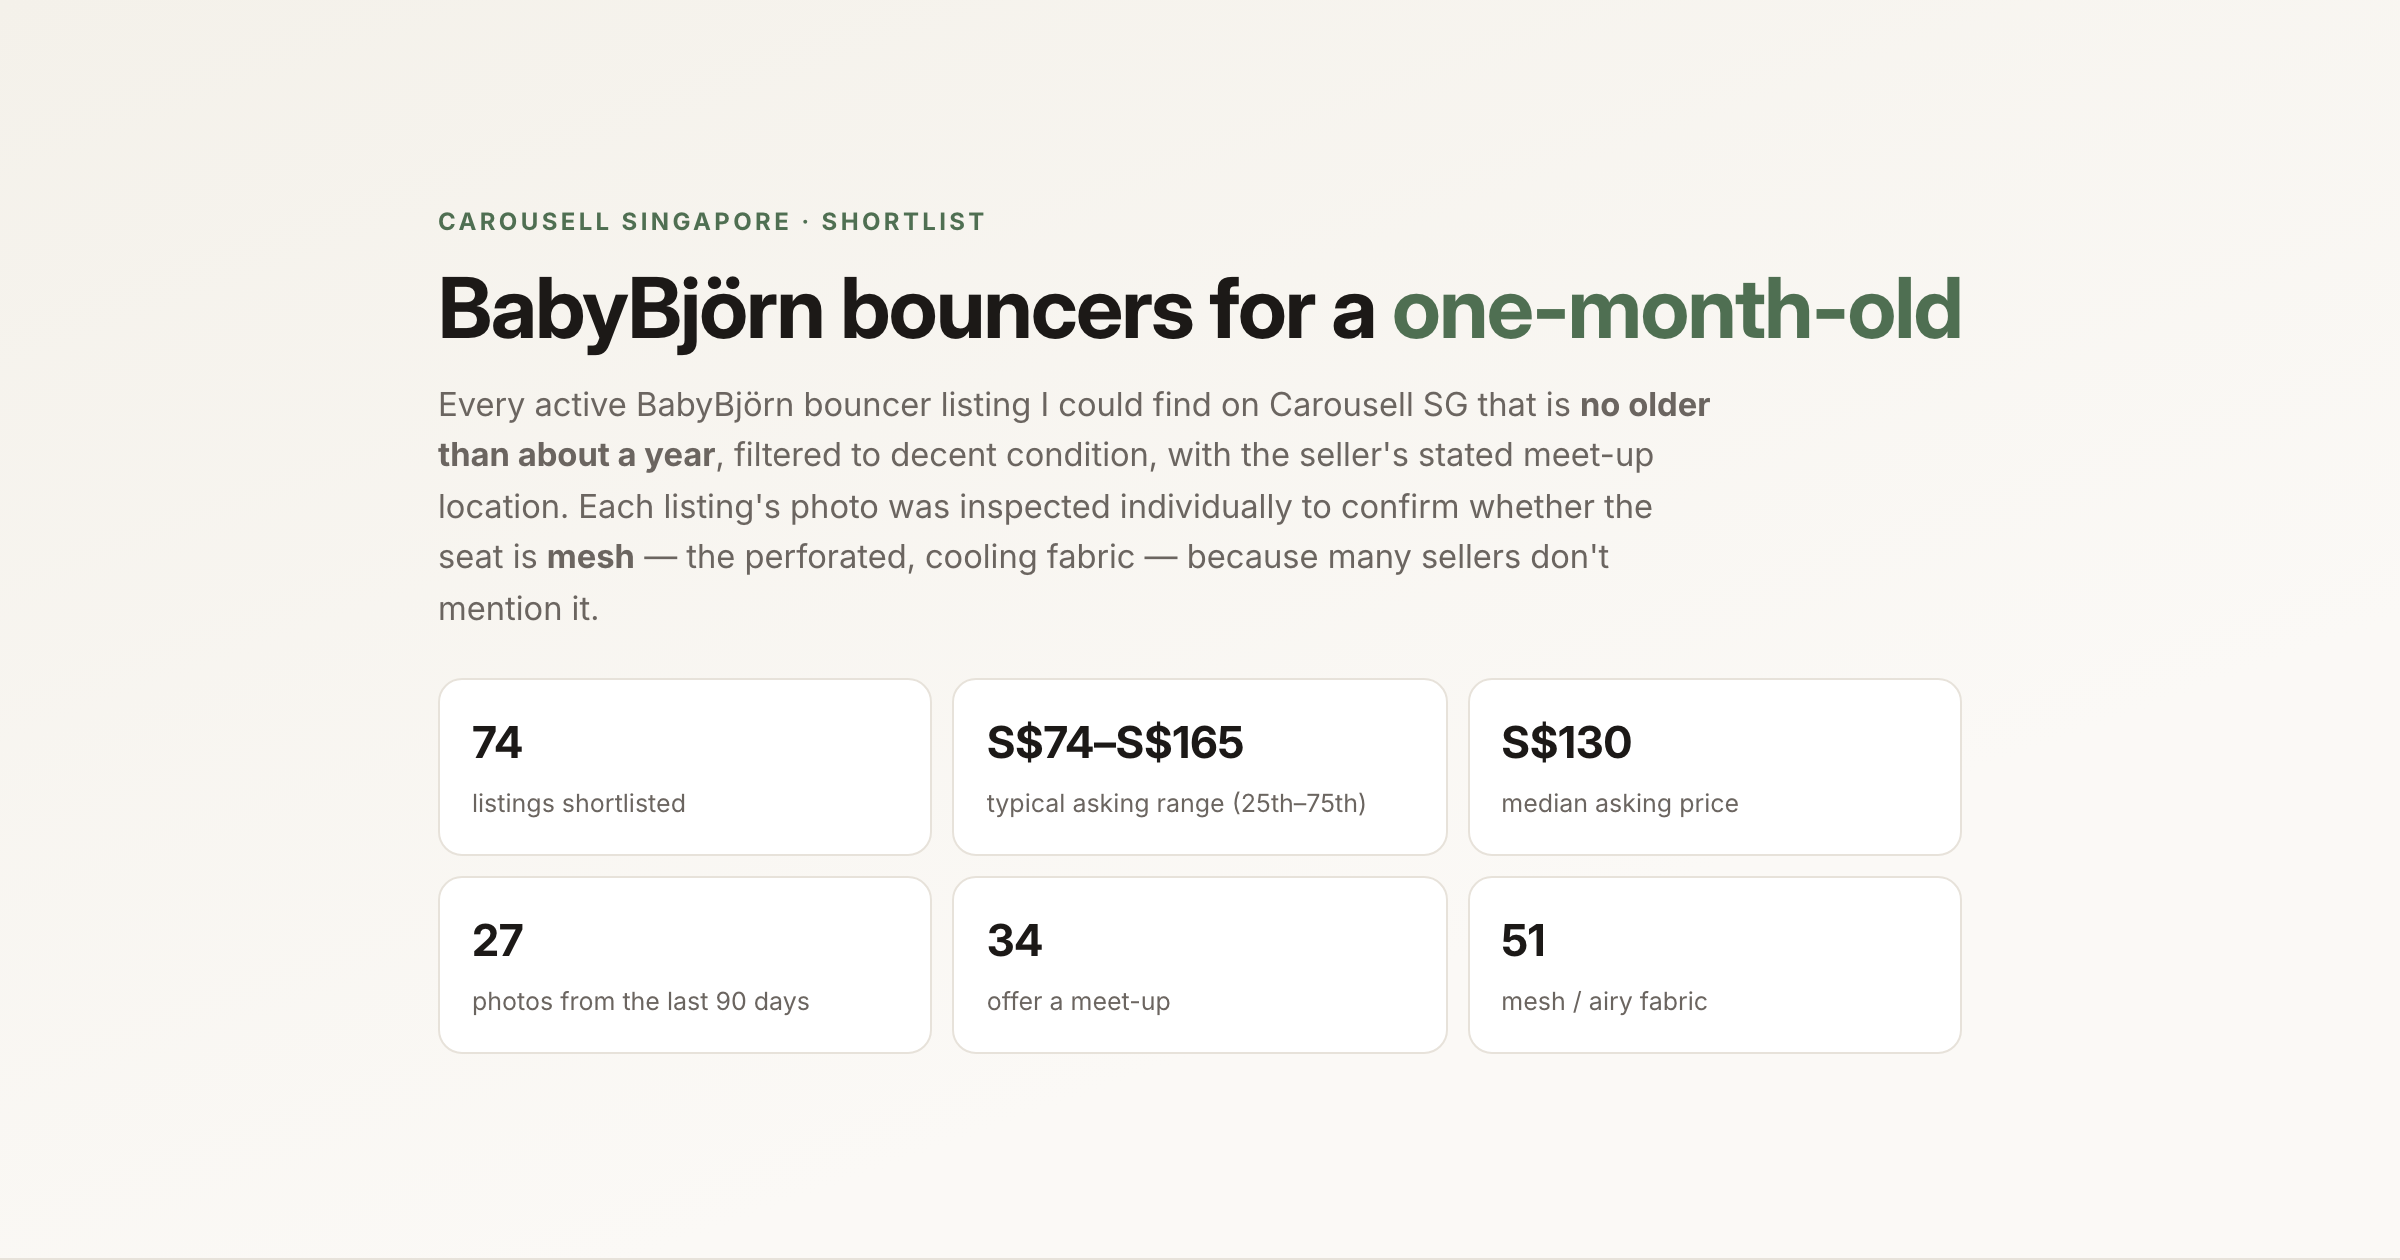 CAROUSELL SINGAPORE · SHORTLIST
BabyBjörn bouncers for a one-month-old
Every active BabyBjörn bouncer listing I could find on Carousell SG that is no older
than about a year, filtered to decent condition, with the seller's stated meet-up
location. Each listing's photo was inspected individually to confirm whether the
seat is mesh — the perforated, cooling fabric — because many sellers don't
mention it.
74
listings shortlisted
S$74–S$165
typical asking range (25th–75th)
S$130
median asking price
27
photos from the last 90 days
34
offer a meet-up
51
mesh / airy fabric